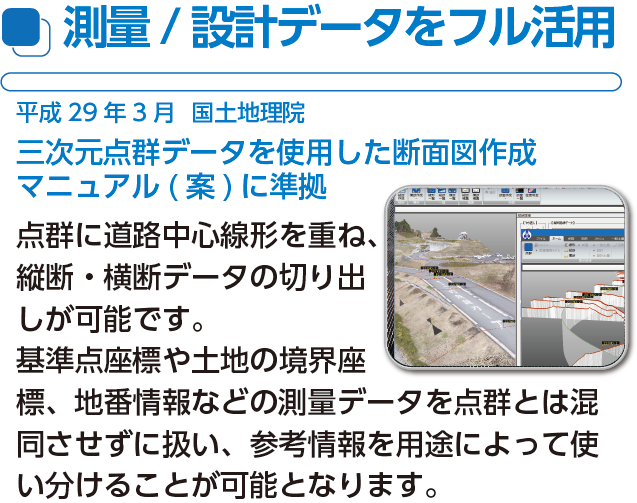 測量 / 設計データをフル活用
平成 29 年 3 月 国土地理院
三次元点群データを使用した断面図作成
マニュアル ( 案 ) に準拠
点群に道路中心線形を重ね、
縦断・横断データの切り出
しが可能です。
基準点座標や土地の境界座
標、地番情報などの測量データを点群とは混
同させずに扱い、参考情報を用途によって使
い分けることが可能となります。